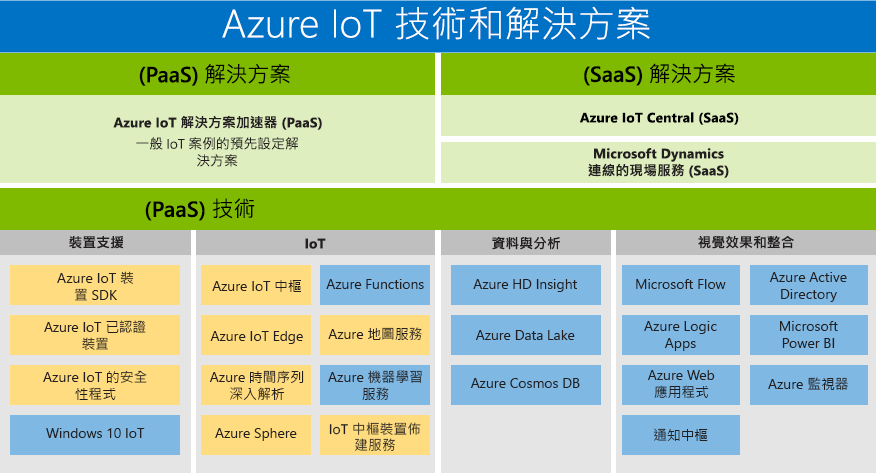 Azure IoT 技術和解決方案
(PaaS) 解決方案
Azure IoT 解決方案加速器 (PaaS)
一般 IoT 案例的預先設定解
決方案
(SaaS) 解決方案
Azure IoT Central (SaaS)
Microsoft Dynamics
連線的現場服務 (SaaS)
(PaaS) 技術
裝置支援
Azure IoT 裝
置 SDK
Azure IoT 已認證
裝置
Azure IoT 的安全
性程式
Windows 10 IoT
IoT
Azure IoT 中樞
Azure Functions
Azure IoT Edge
Azure 地圖服務
Azure 時間序列
深入解析
Azure 機器學習
服務
Azure Sphere
IoT 中樞裝置佈
建服務
資料與分析
Azure HD Insight
Azure Data Lake
Azure Cosmos DB
視覺效果和整合
Microsoft Flow
Azure Active
Directory
Azure Logic
Apps
Microsoft
Power BI
Azure Web
應用程式
Azure 監視器
通知中樞